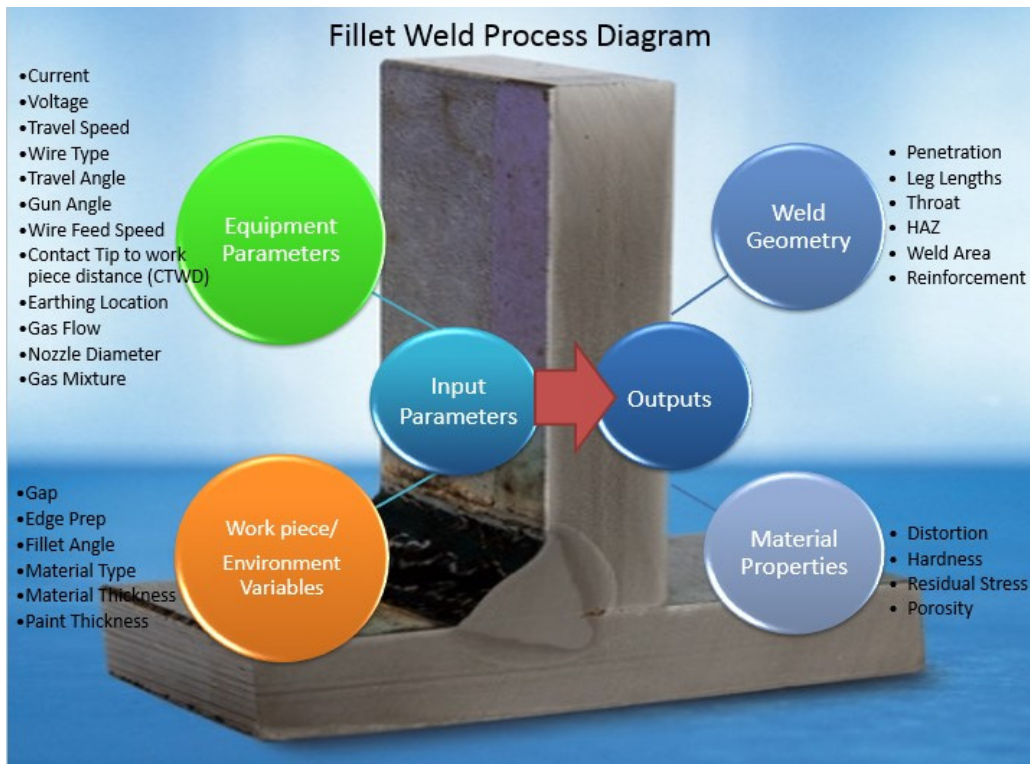 Fillet Weld Process Diagram
•Current
•Voltage
•Travel Speed
•Wire Type
•Travel Angle
•Gun Angle
•Wire Feed Speed
•Contact Tip to work
piece distance (CTWD)
•Earthing Location
•Gas Flow
•Nozzle Diameter
•Gas Mixture
Equipment
Parameters
Input
Parameters
•Gap
•Edge Prep
•Fillet Angle
•Material Type
•Material Thickness
•Paint Thickness
Work piece/
Environment
Variables
Outputs
Weld
Geometry
• Penetration
• Leg Lengths
• Throat
• HAZ
• Weld Area
• Reinforcement
Material
Properties
• Distortion
• Hardness
• Residual Stress
• Porosity